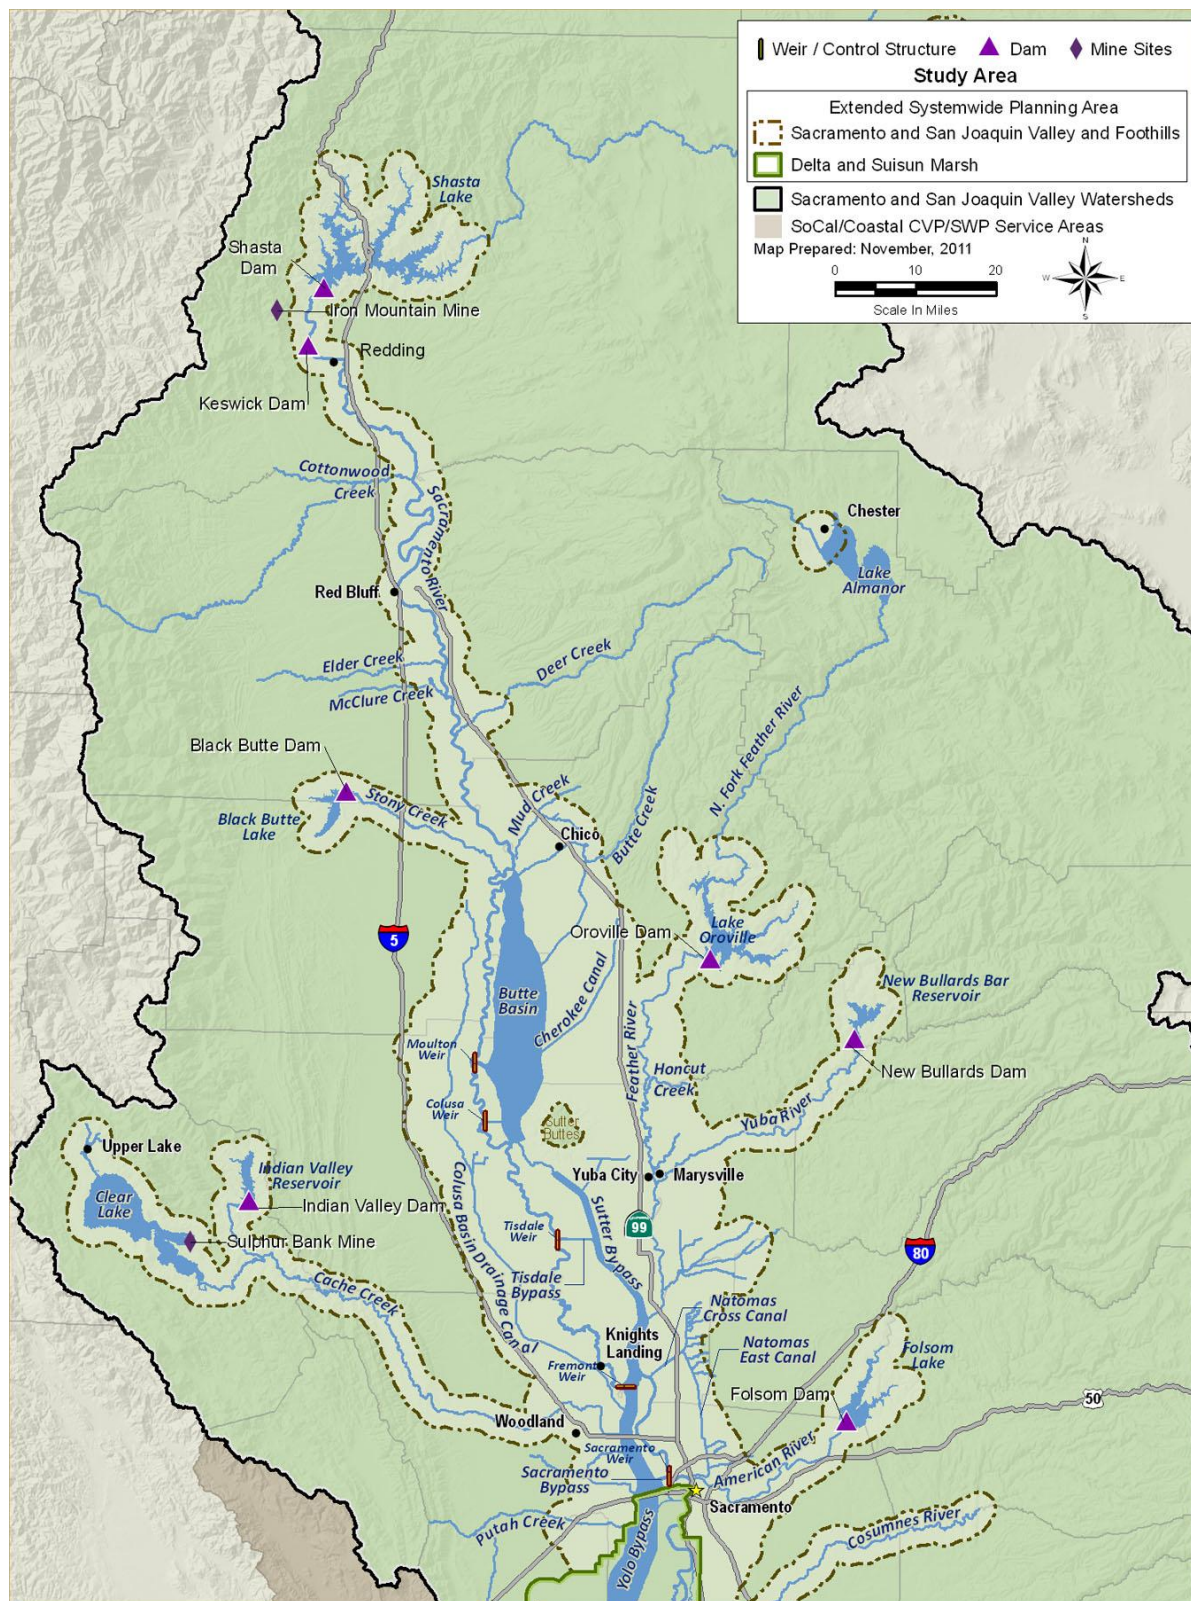 Weir / Control Structure
Dam
Mine Sites
Study Area
Extended Systemwide Planning Area
Sacramento and San Joaquin Valley and Foothills
Delta and Suisun Marsh
Sacramento and San Joaquin Valley Watersheds
SoCal/Coastal CVP/SWP Service Areas
Map Prepared: November, 2011
N
W
E
S
0 10 20
Scale In Miles
Shasta
Lake
Shasta
Dam
Iron Mountain Mine
Redding
Keswick Dam
Cottonwood
Creek
Sacramento River
Chester
Lake
Almanor
Red Bluff
Elder Creek
Deer Creek
McClure Creek
N. Fork Feather River
Black Butte Dam
Stony Creek
Mud Creek
Butte Creek
Black Butte
Lake
Chico
5
Oroville Dam
Lake
Oroville
New Bullards Bar
Reservoir
Butte
Basin
Cherokee Canal
Feather River
Moulton
Weir
Honcut
Creek
New Bullards Dam
Colusa
Weir
Sutter
Buttes
Yuba River
Upper Lake
Indian Valley
Reservoir
Yuba City
Marysville
Clear
Lake
Indian Valley Dam
Colusa Basin Drainage Canal
Sutter Bypass
99
Tisdale
Weir
Sulphur Bank Mine
80
Tisdale
Bypass
Cache Creek
Natomas
Cross Canal
Knights
Landing
Natomas
East Canal
Folsom
Lake
Fremont
Weir
Folsom Dam
50
Woodland
Sacramento
Weir
American River
Sacramento
Bypass
Sacramento
Putah Creek
Yolo Bypass
Cosumnes River